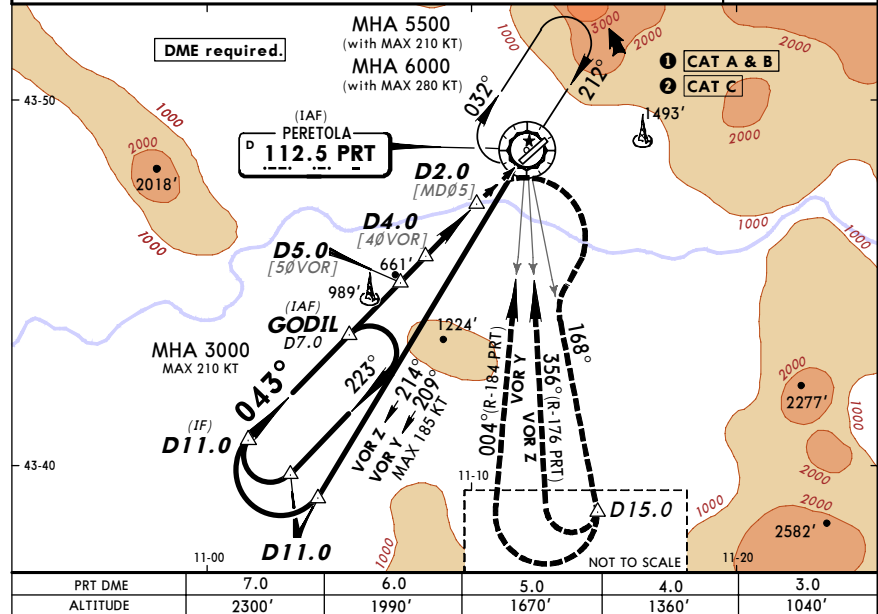 MHA 5500
(with MAX 210 KT)
MHA 6000
(with MAX 280 KT)
DME required.
1000
3000
2000
2000
❶ CAT A & B
❷ CAT C
43-50
1000
2000
2018'
1000
032°
212°
1493'
2000
(IAF)
PERETOLA
D 112.5 PRT
D2.0
[MDØ5]
D4.0
[4ØVOR]
D5.0
[5ØVOR]
661'
989'
1000
1000
(IAF)
GODIL
D7.0
1224'
MHA 3000
MAX 210 KT
043°
223°
VOR Z 214°
VOR Y 209°
MAX 185 KT
004° (R-184 PRT)
VOR Y
356° (R-176 PRT)
VOR Z
168°
2000
2277'
1000
(IF)
D11.0
43-40
11-10
D15.0
1000
2000
2582'
D11.0
1000
11-00
NOT TO SCALE
11-20
PRT DME 7.0 6.0 5.0 4.0 3.0
ALTITUDE 2300' 1990' 1670' 1360' 1040'